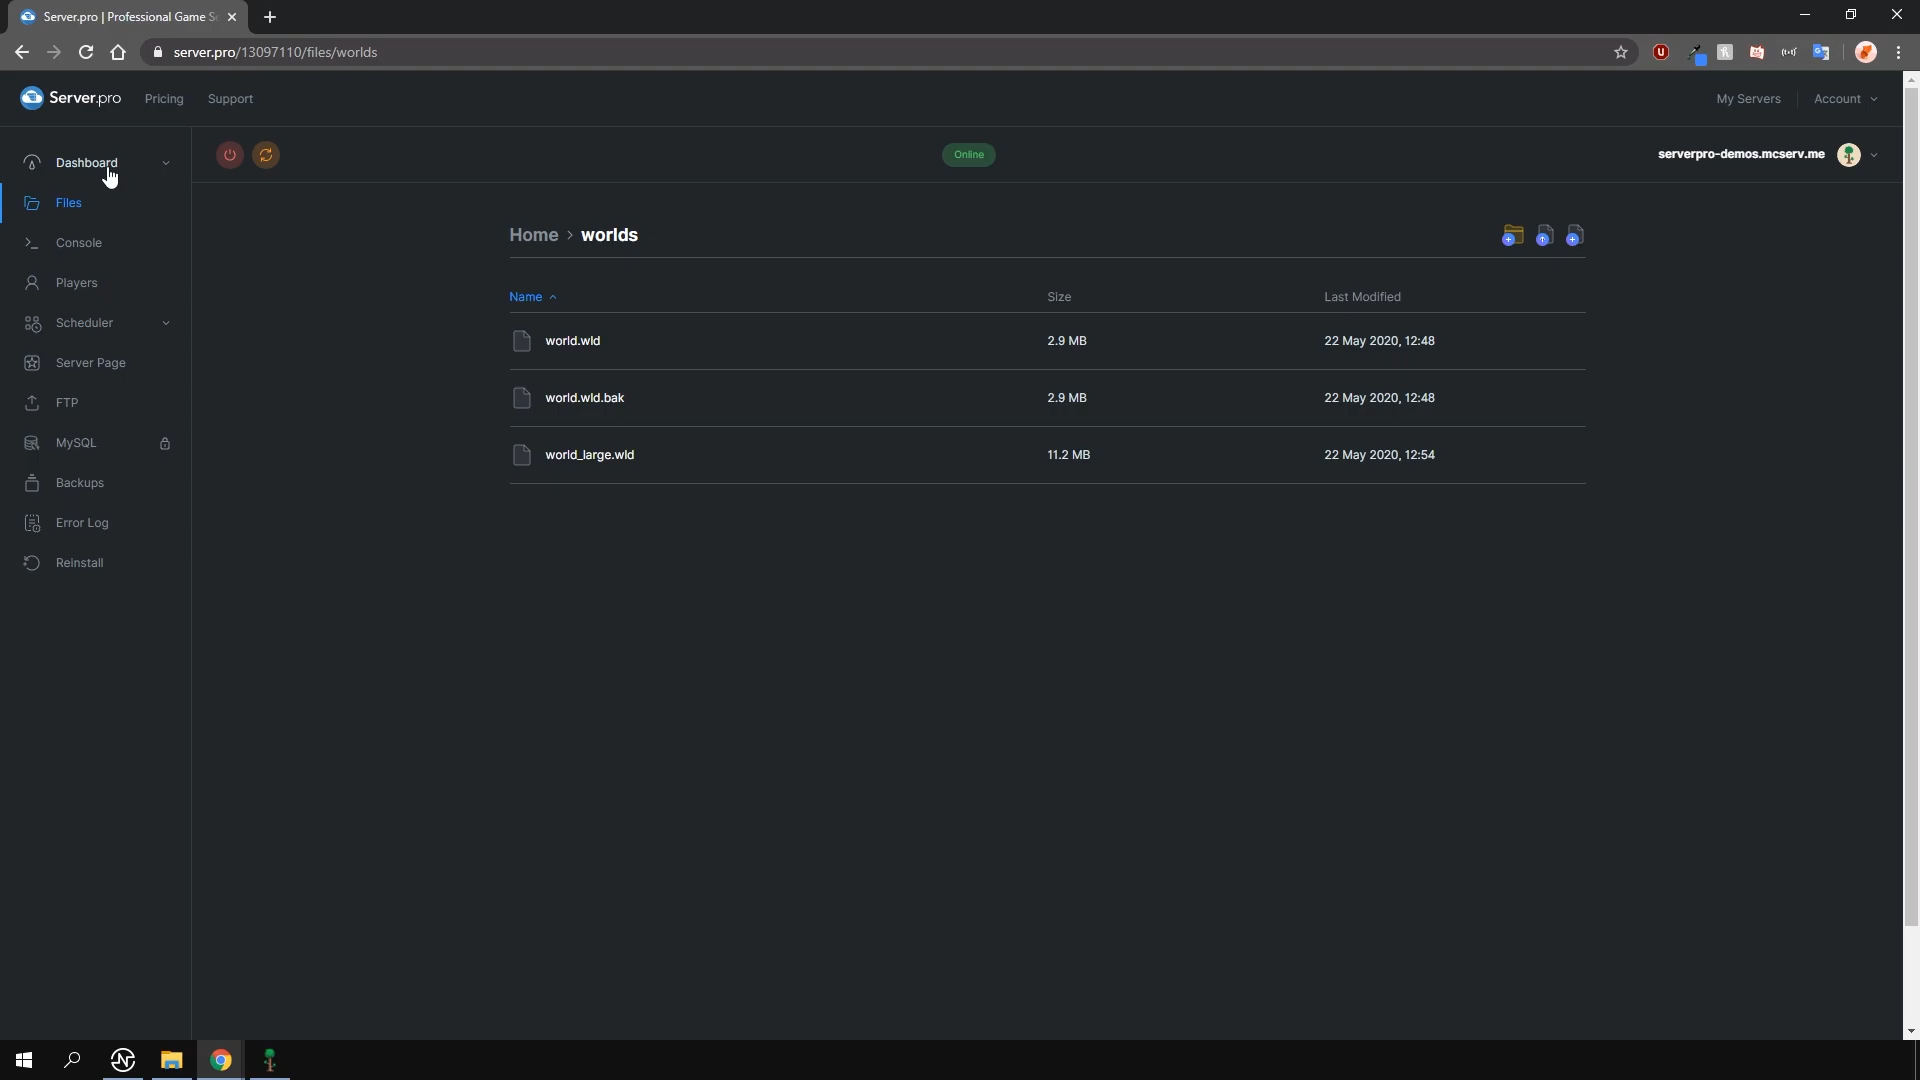 Server.pro | Professional Game S
server.pro/13097110/files/worlds
Server.pro
Pricing
Support
My Servers
Account
Dashboard
Online
serverpro-demos.mcserv.me
Files
Console
Players
Scheduler
Server Page
FTP
MySQL
Backups
Error Log
Reinstall
Home > worlds
Name Size Last Modified
world.wld 2.9 MB 22 May 2020, 12:48
world.wld.bak 2.9 MB 22 May 2020, 12:48
world_large.wld 11.2 MB 22 May 2020, 12:54